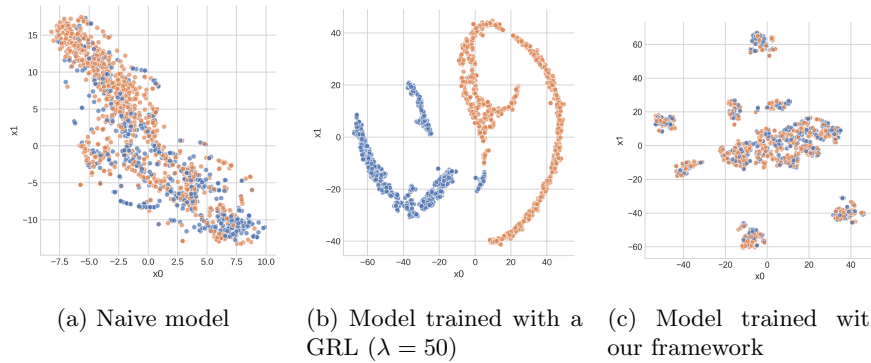 15
10
5
0
−5
−10
x1
−7.5 −5.0 −2.5 0.0 2.5 5.0 7.5 10.0
x0
40
20
0
−20
−40
x1
−60 −40 −20 0 20 40
x0
60
40
20
0
−20
−40
−60
x1
−40 −20 0 20 40
x0
(a) Naive model
(b) Model trained with a
GRL (λ = 50)
(c) Model trained with
our framework